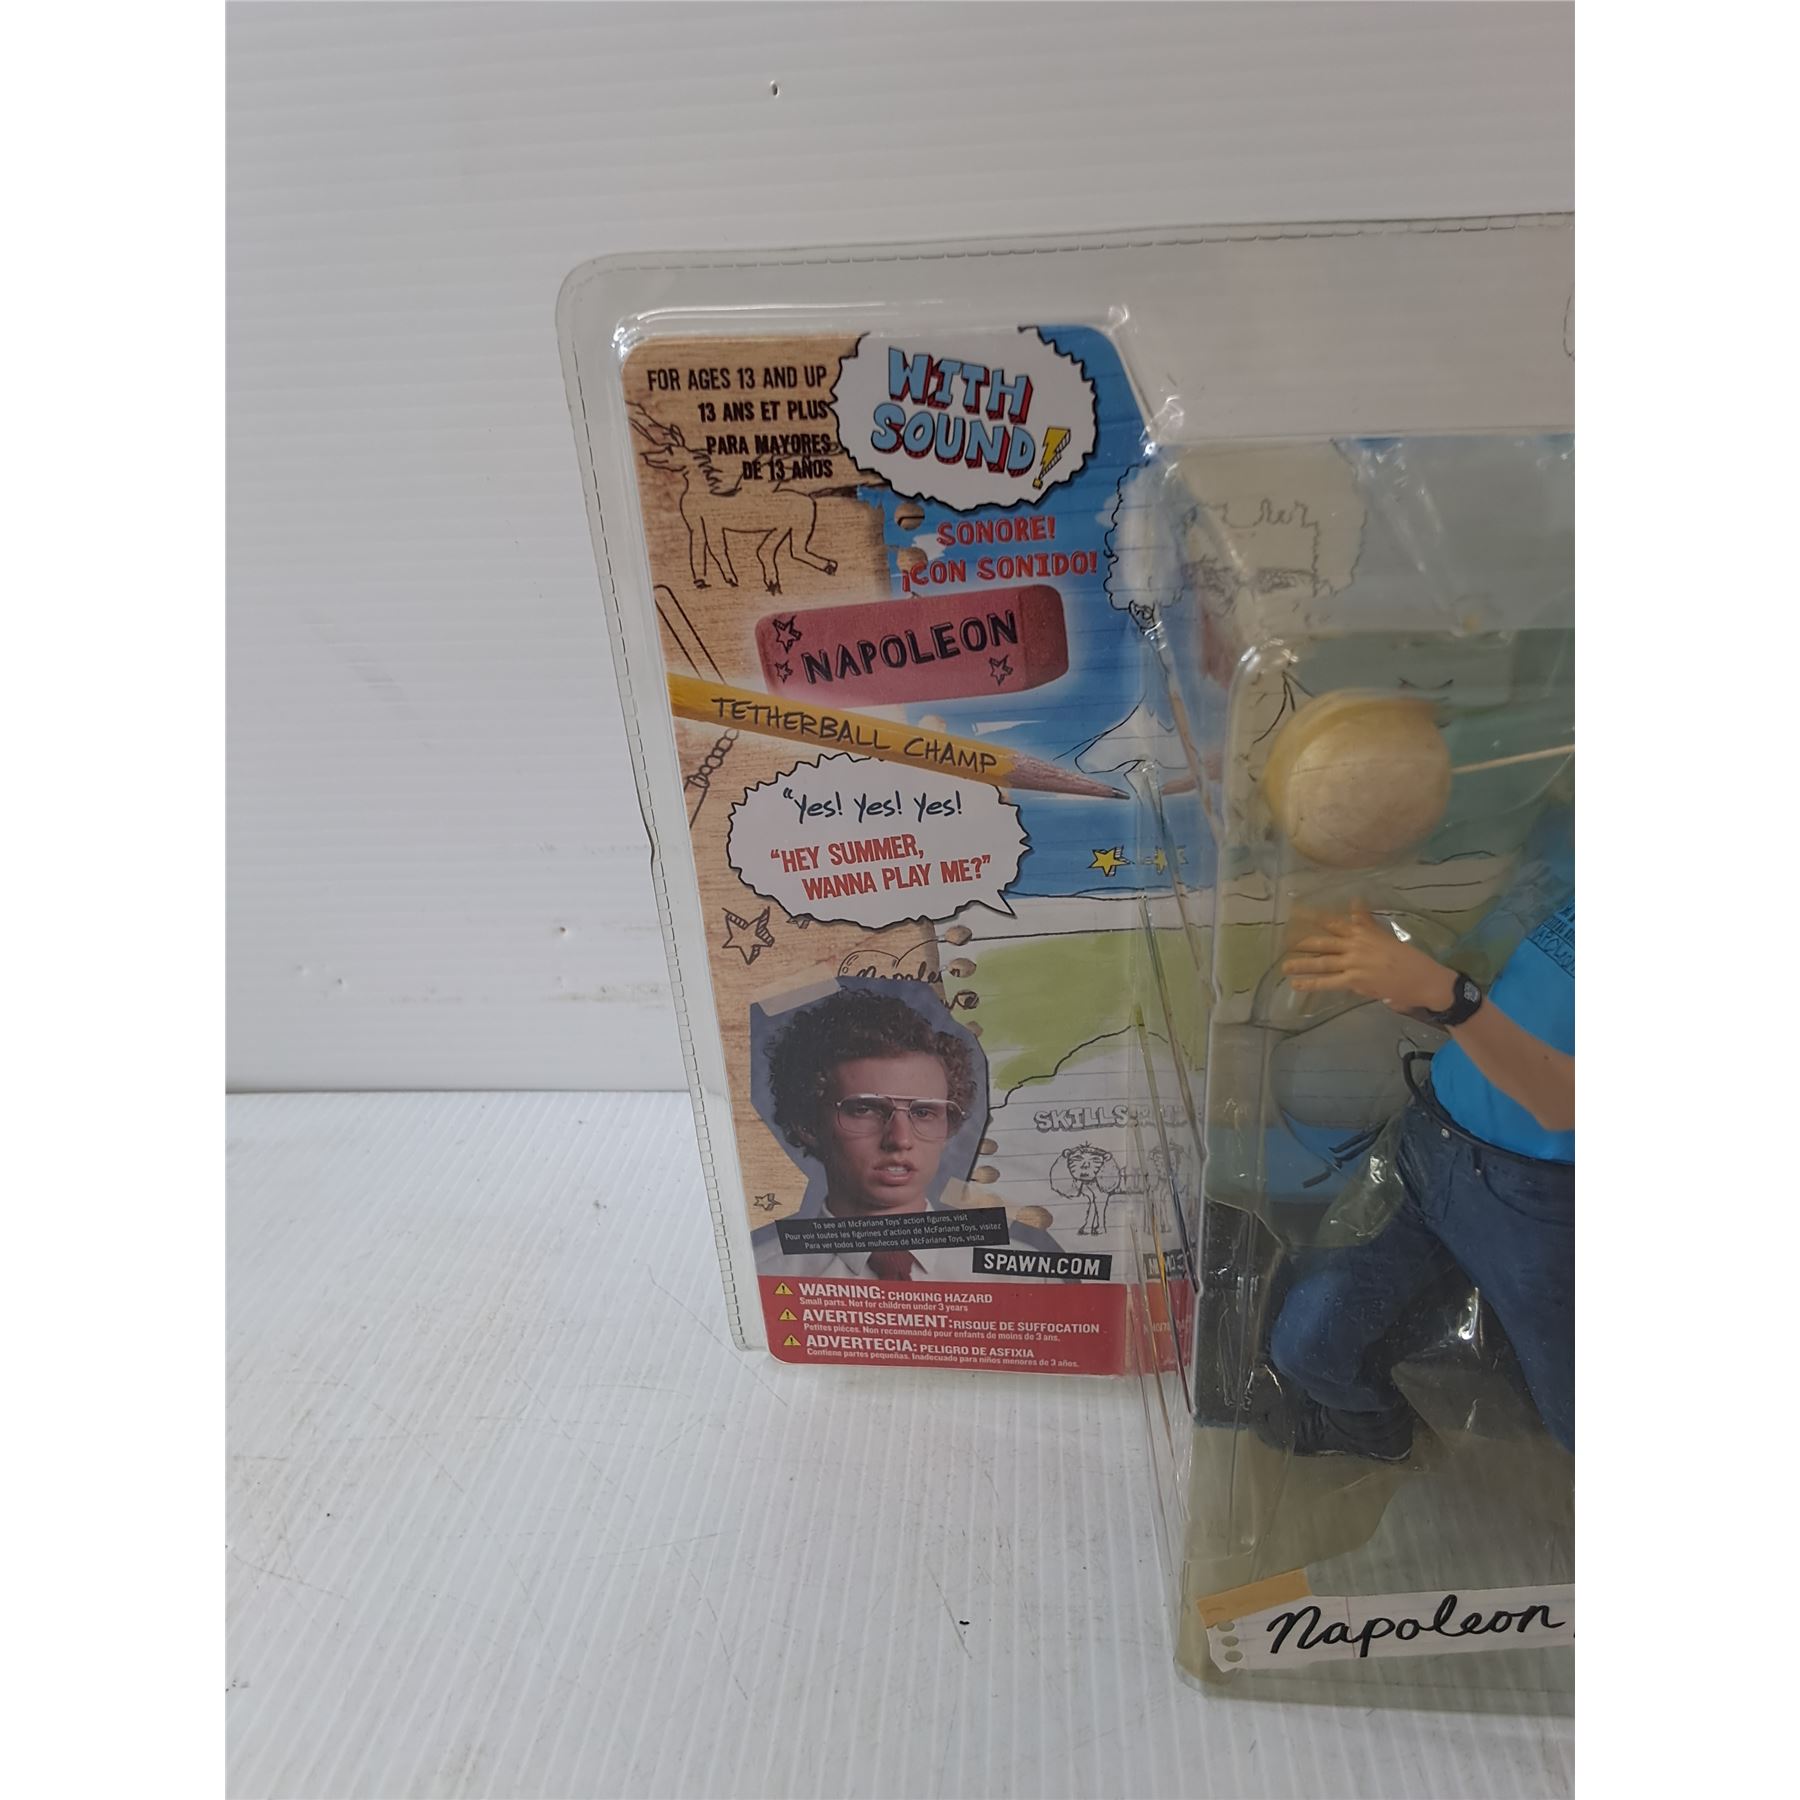 FOR AGES 13 AND UP
13 ANS ET PLUS
PARA MAYORES
DE 13 AÑOS
WITH
SOUND!
SONORE!
¡CON SONIDO!
NAPOLEON
TETHERBALL CHAMP
"Yes! Yes! Yes!
"HEY SUMMER,
WANNA PLAY ME?"
Napoleon
SKILLS
To see all McFarlane Toys' action figures, visit
Pour voir toutes les figurines d'action de McFarlane Toys, visitez
Para ver todos los muñecos de McFarlane Toys, visita
SPAWN.COM
WARNING: CHOKING HAZARD
Small parts. Not for children under 3 years
AVERTISSEMENT: RISQUE DE SUFFOCATION
Petites pièces. Non recommandé pour enfants de moins de 3 ans.
ADVERTECIA: PELIGRO DE ASFIXIA
Contiene partes pequeñas. Inadecuado para niños menores de 3 años.
Napoleon